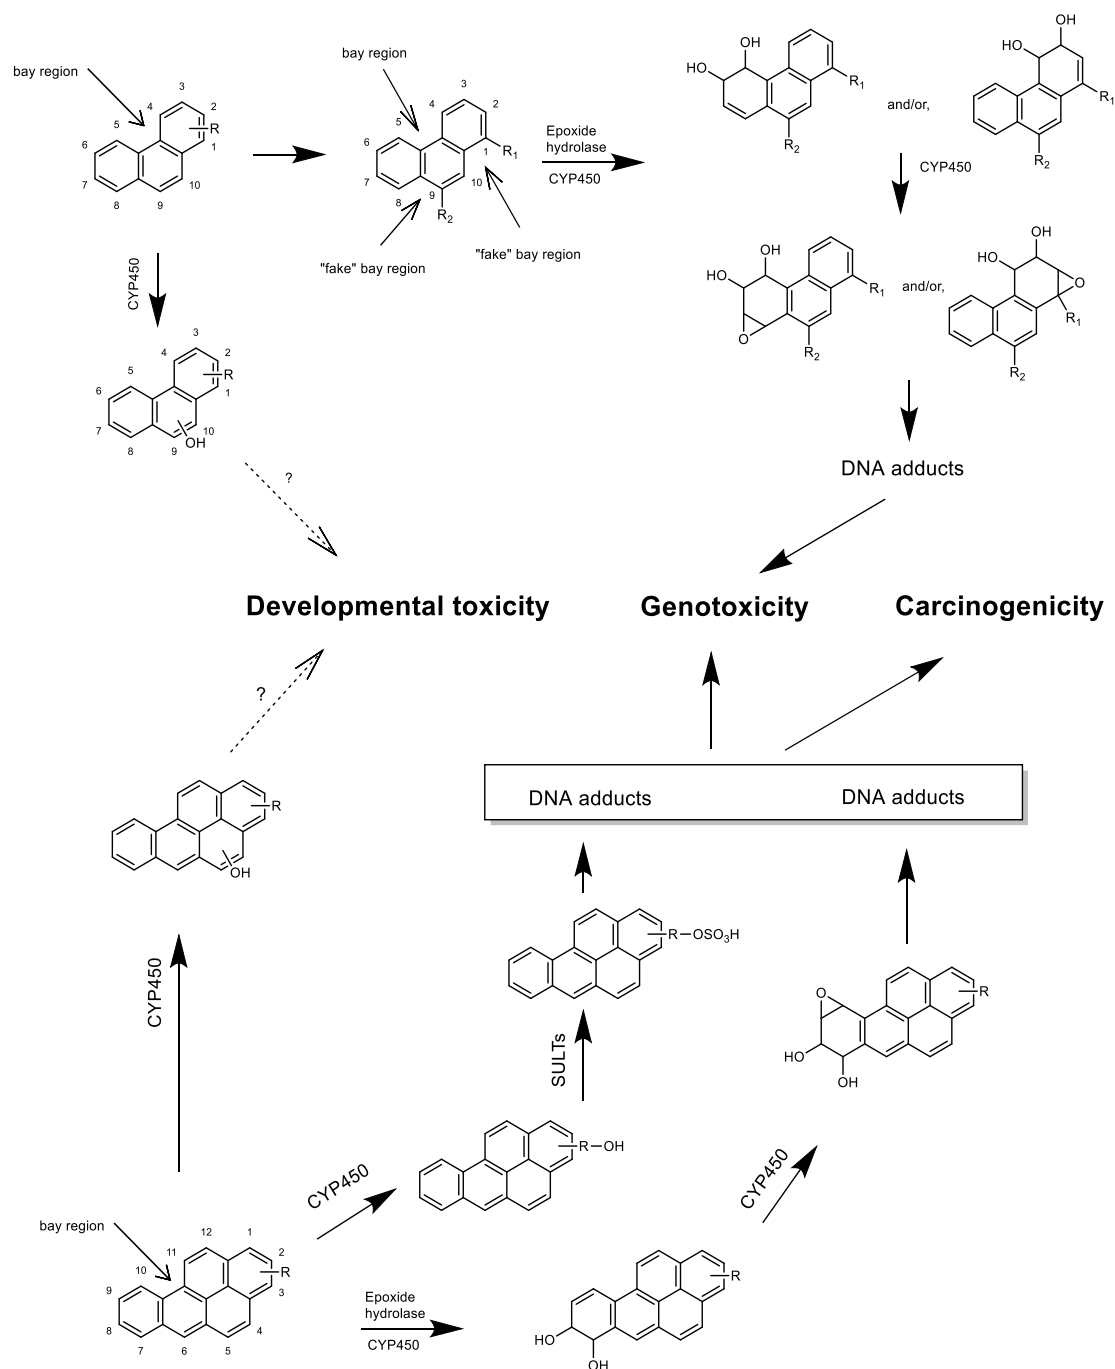 bay region
3
4
2
5
R
6
1
7
10
8
9
bay region
3
4
2
5
6
1
R1
7
10
8
9
R2
"fake" bay region
"fake" bay region
Epoxide
hydrolase
CYP450
OH
HO
R1
R2
and/or,
OH
HO
R1
R2
CYP450
OH
HO
O
R1
R2
and/or,
OH
HO
O
R1
R2
DNA adducts
CYP450
3
4
2
5
R
6
1
7
10
OH
8
9
?
Developmental toxicity
Genotoxicity
Carcinogenicity
?
R
OH
DNA adducts
DNA adducts
CYP450
R
OSO3H
SULTs
O
R
HO
OH
R
OH
CYP450
CYP450
bay region
12
1
11
2
10
R
9
3
8
4
7
6
5
Epoxide
hydrolase
CYP450
R
HO
OH